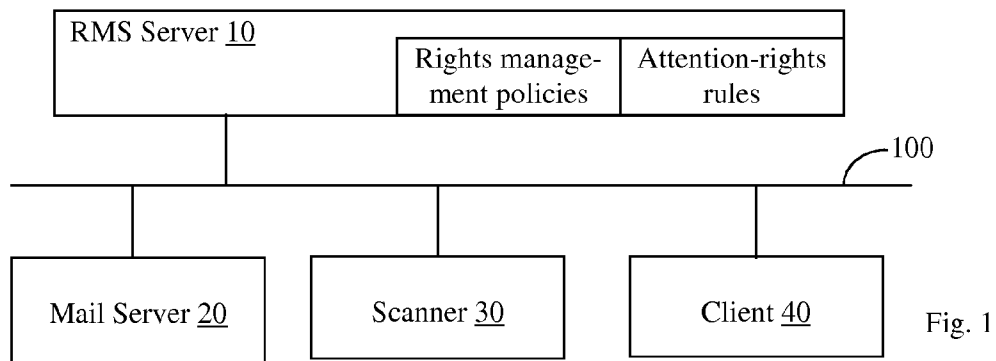 RMS Server 10
Rights manage-
ment policies
Attention-rights
rules
100
Mail Server 20
Scanner 30
Client 40
Fig. 1